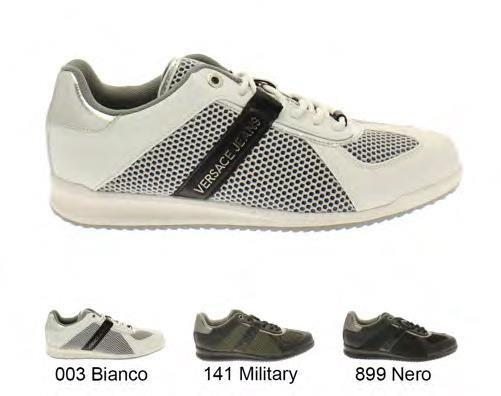 VERSACE JEANS
003 Bianco
141 Military
899 Nero